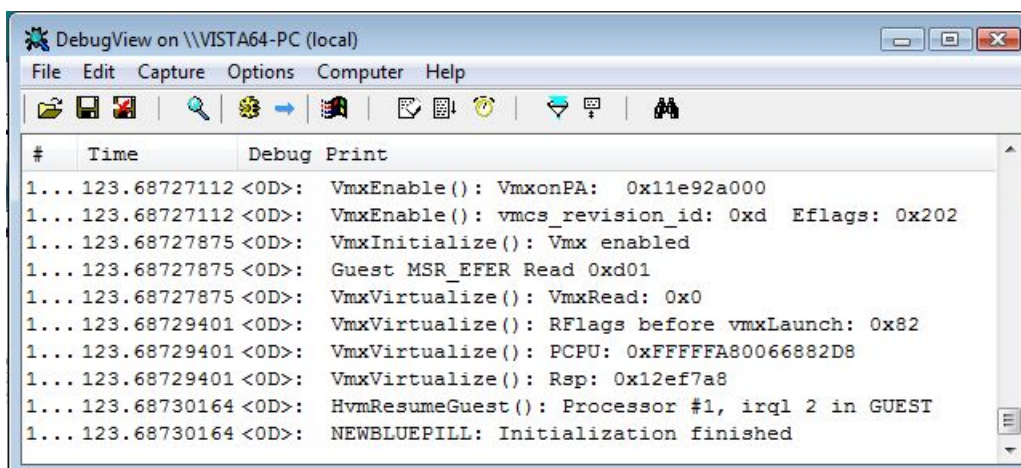 DebugView on \\VISTA64-PC (local)
File Edit Capture Options Computer Help
# Time Debug Print
1... 123.68727112 <0D>: VmxEnable(): VmxonPA: 0x11e92a000
1... 123.68727112 <0D>: VmxEnable(): vmcs_revision_id: 0xd Eflags: 0x202
1... 123.68727875 <0D>: VmxInitialize(): Vmx enabled
1... 123.68727875 <0D>: Guest MSR_EFER Read 0xd01
1... 123.68727875 <0D>: VmxVirtualize(): VmxRead: 0x0
1... 123.68729401 <0D>: VmxVirtualize(): RFlags before vmxLaunch: 0x82
1... 123.68729401 <0D>: VmxVirtualize(): PCPU: 0xFFFFFA80066882D8
1... 123.68729401 <0D>: VmxVirtualize(): Rsp: 0x12ef7a8
1... 123.68730164 <0D>: HvmResumeGuest(): Processor #1, irql 2 in GUEST
1... 123.68730164 <0D>: NEWBLUEPILL: Initialization finished